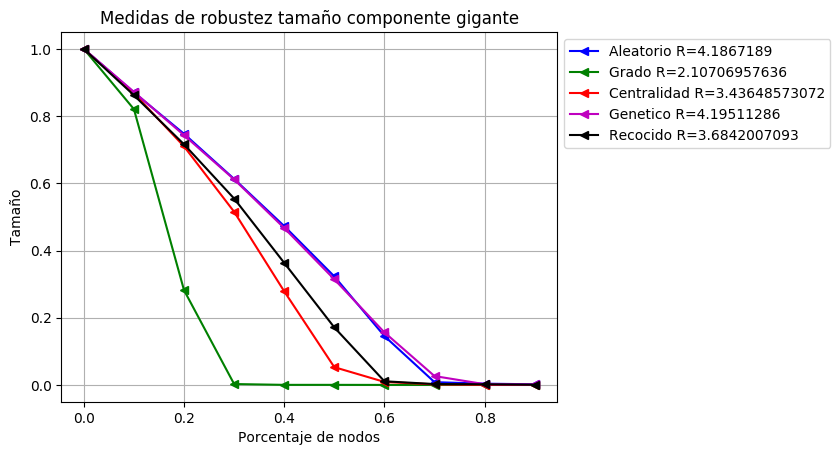 Medidas de robustez tamaño componente gigante
1.0
0.8
0.6
0.4
0.2
0.0
Tamaño
0.0 0.2 0.4 0.6 0.8
Porcentaje de nodos
Aleatorio R=4.1867189
Grado R=2.10706957636
Centralidad R=3.43648573072
Genetico R=4.19511286
Recocido R=3.6842007093